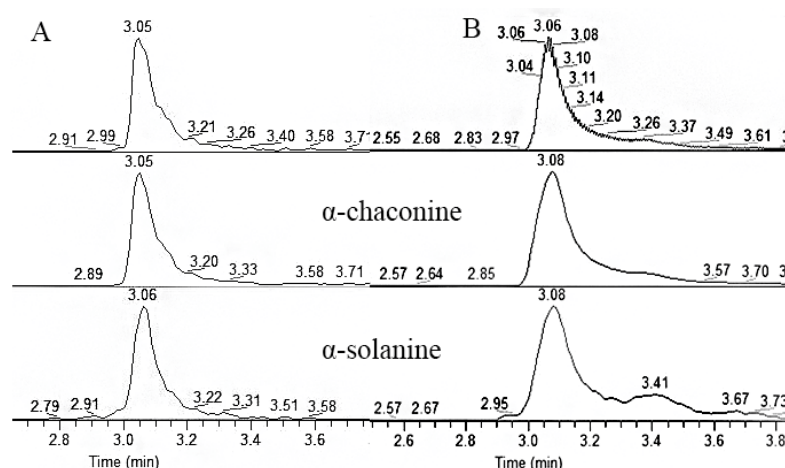 A
3.05
2.91 2.99 3.21 3.26 3.40 3.58 3.71
B
3.06 3.06 3.08
3.04 3.10
3.11
3.14
3.20 3.26 3.37 3.49 3.61
2.55 2.68 2.83 2.97
3.05
2.89 3.20 3.33 3.58 3.71
α-chaconine
3.08
2.57 2.64 2.85 3.57 3.70
3.06
2.79 2.91 3.22 3.31 3.51 3.58
α-solanine
3.08
2.57 2.67 2.95 3.41 3.67 3.73
2.8 3.0 3.2 3.4 3.6
Time (min)
2.6 2.8 3.0 3.2 3.4 3.6 3.8
Time (min)